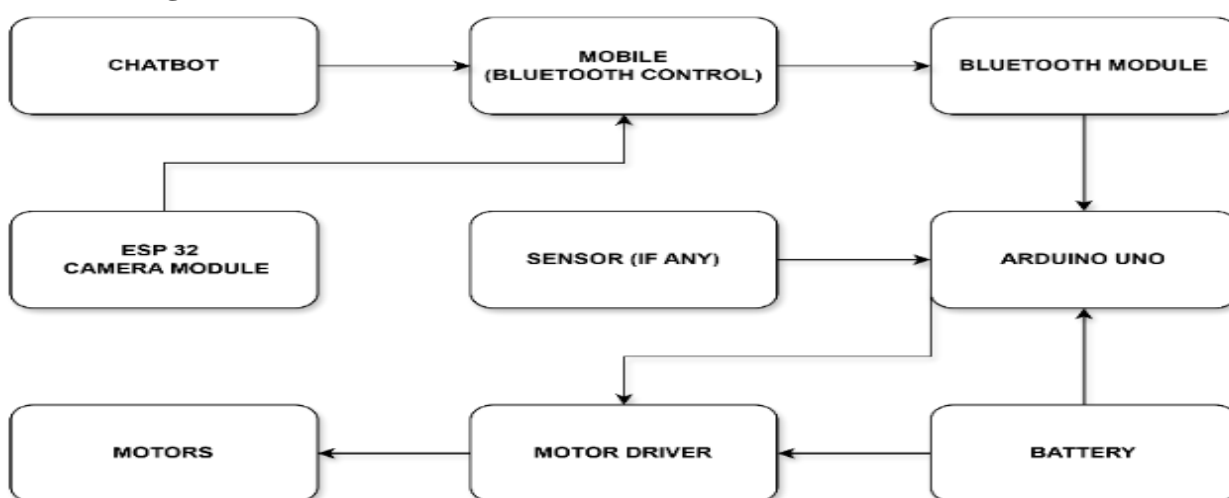 CHATBOT
MOBILE
(BLUETOOTH CONTROL)
BLUETOOTH MODULE
ESP 32
CAMERA MODULE
SENSOR (IF ANY)
ARDUINO UNO
MOTORS
MOTOR DRIVER
BATTERY